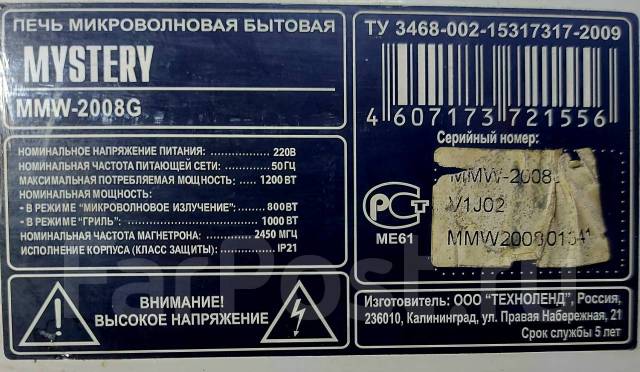 ПЕЧЬ МИКРОВОЛНОВАЯ БЫТОВАЯ
MYSTERY
MMW-2008G
НОМИНАЛЬНОЕ НАПРЯЖЕНИЕ ПИТАНИЯ: 220В
НОМИНАЛЬНАЯ ЧАСТОТА ПИТАЮЩЕЙ СЕТИ: 50ГЦ
МАКСИМАЛЬНАЯ ПОТРЕБЛЯЕМАЯ МОЩНОСТЬ: 1200 ВТ
НОМИНАЛЬНАЯ МОЩНОСТЬ:
• В РЕЖИМЕ "МИКРОВОЛНОВОЕ ИЗЛУЧЕНИЕ" 800ВТ
• В РЕЖИМЕ "ГРИЛЬ" 1000 ВТ
НОМИНАЛЬНАЯ ЧАСТОТА МАГНЕТРОНА: 2450 МГЦ
ИСПОЛНЕНИЕ КОРПУСА (КЛАСС ЗАЩИТЫ): IP21
ВНИМАНИЕ!
ВЫСОКОЕ НАПРЯЖЕНИЕ
ТУ 3468-002-15317317-2009
4 607173 721556
Серийный номер:
MMW-2008
V1J02
MMW20080134
РСТ
МЕ61
Изготовитель: ООО "ТЕХНОЛЕНД", Россия,
236010, Калининград, ул. Правая Набережная, 21
Срок службы 5 лет
FarPost.ru